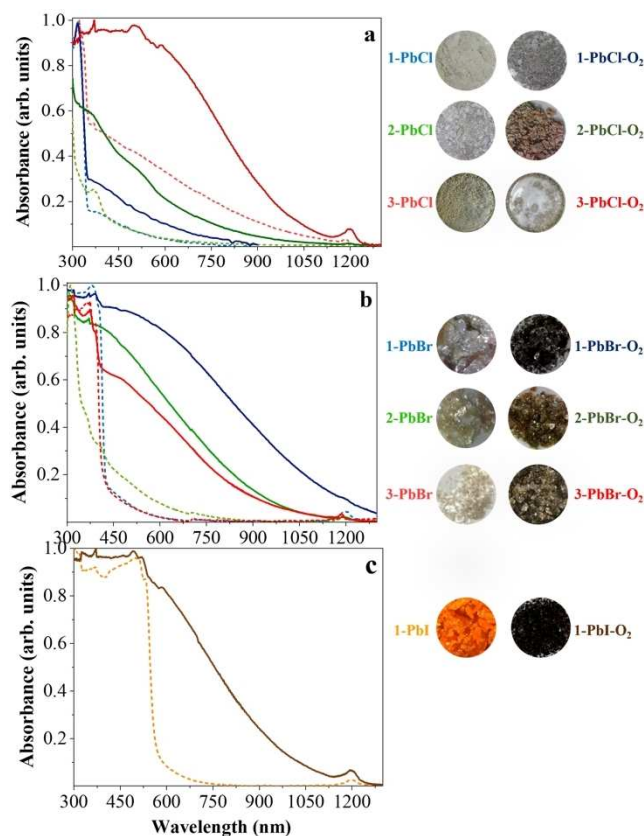 Absorbance (arb. units)
1.0
0.8
0.6
0.4
0.2
300 450 600 750 900 1050 1200
a
1-PbCl 1-PbCl-O₂
2-PbCl 2-PbCl-O₂
3-PbCl 3-PbCl-O₂
Absorbance (arb. units)
1.0
0.8
0.6
0.4
0.2
300 450 600 750 900 1050 1200
b
1-PbBr 1-PbBr-O₂
2-PbBr 2-PbBr-O₂
3-PbBr 3-PbBr-O₂
Absorbance (arb. units)
1.0
0.8
0.6
0.4
0.2
300 450 600 750 900 1050 1200
c
1-PbI 1-PbI-O₂
Wavelength (nm)